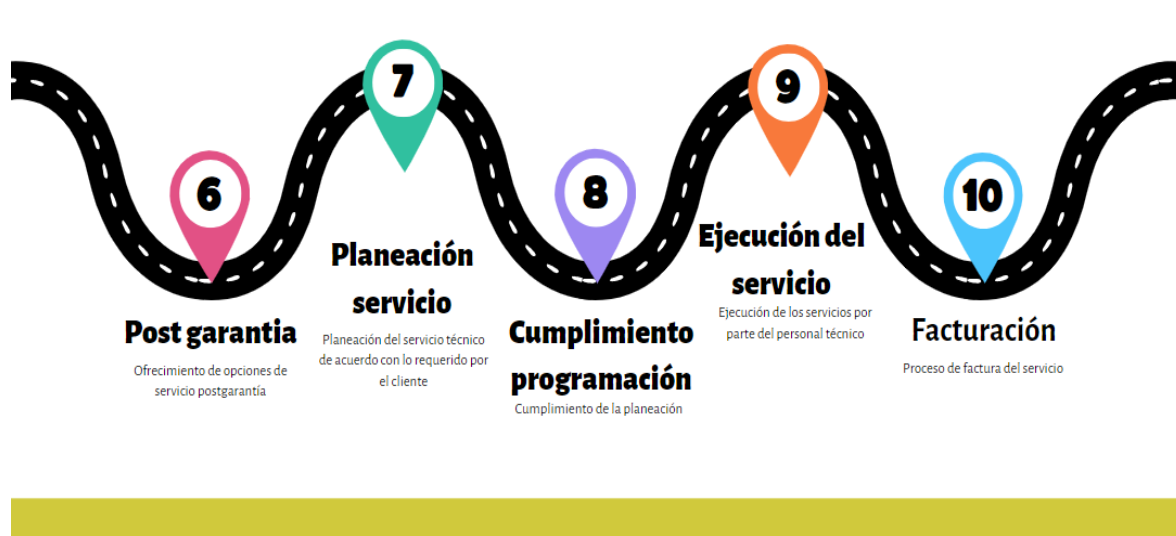 6
Post garantia
Ofrecimiento de opciones de
servicio postgarantía
7
Planeación
servicio
Planeación del servicio técnico
de acuerdo con lo requerido por
el cliente
8
Cumplimiento
programación
Cumplimiento de la planeación
9
Ejecución del
servicio
Ejecución de los servicios por
parte del personal técnico
10
Facturación
Proceso de factura del servicio